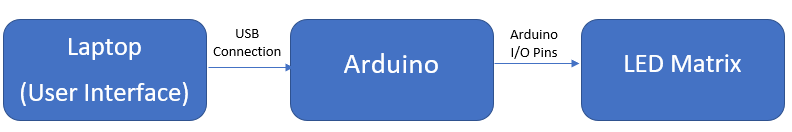 Laptop
(User Interface)
USB
Connection
Arduino
Arduino
I/O Pins
LED Matrix